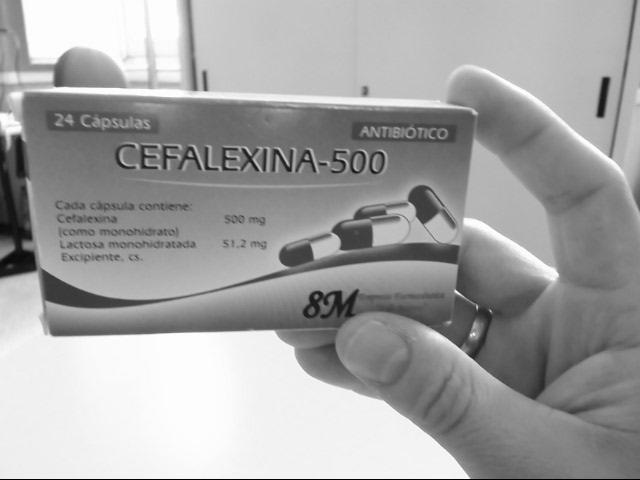 24 Cápsulas
ANTIBIÓTICO
CEFALEXINA-500
Cada cápsula contiene:
Cefalexina 500 mg
(como monohidrato)
Lactosa monohidratada 51,2 mg
Excipiente, cs.
8M